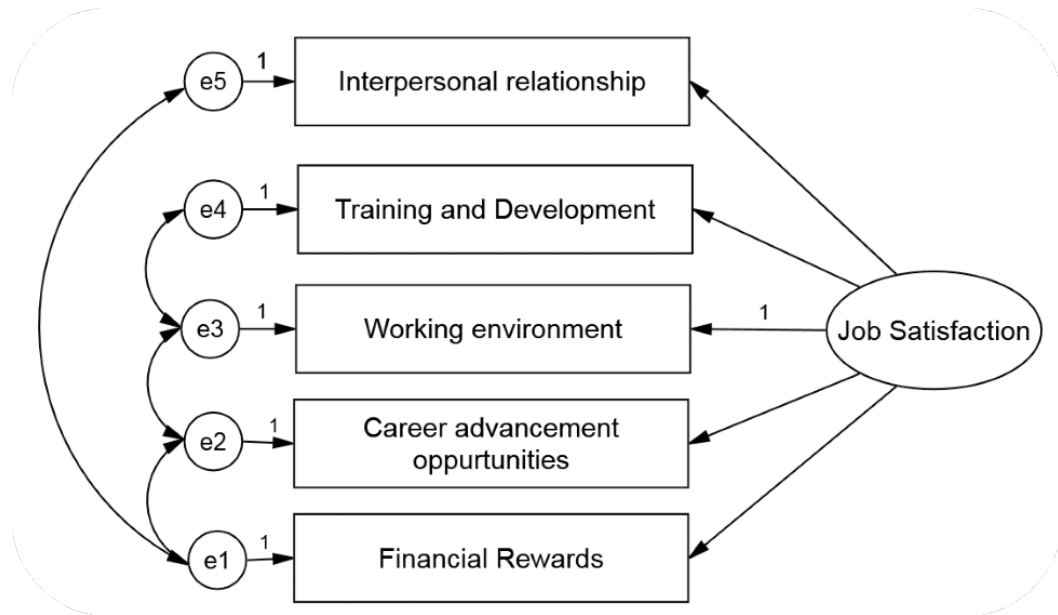 e5
1
Interpersonal relationship
e4
1
Training and Development
e3
1
Working environment
1
Job Satisfaction
e2
1
Career advancement
oppurtunities
e1
1
Financial Rewards